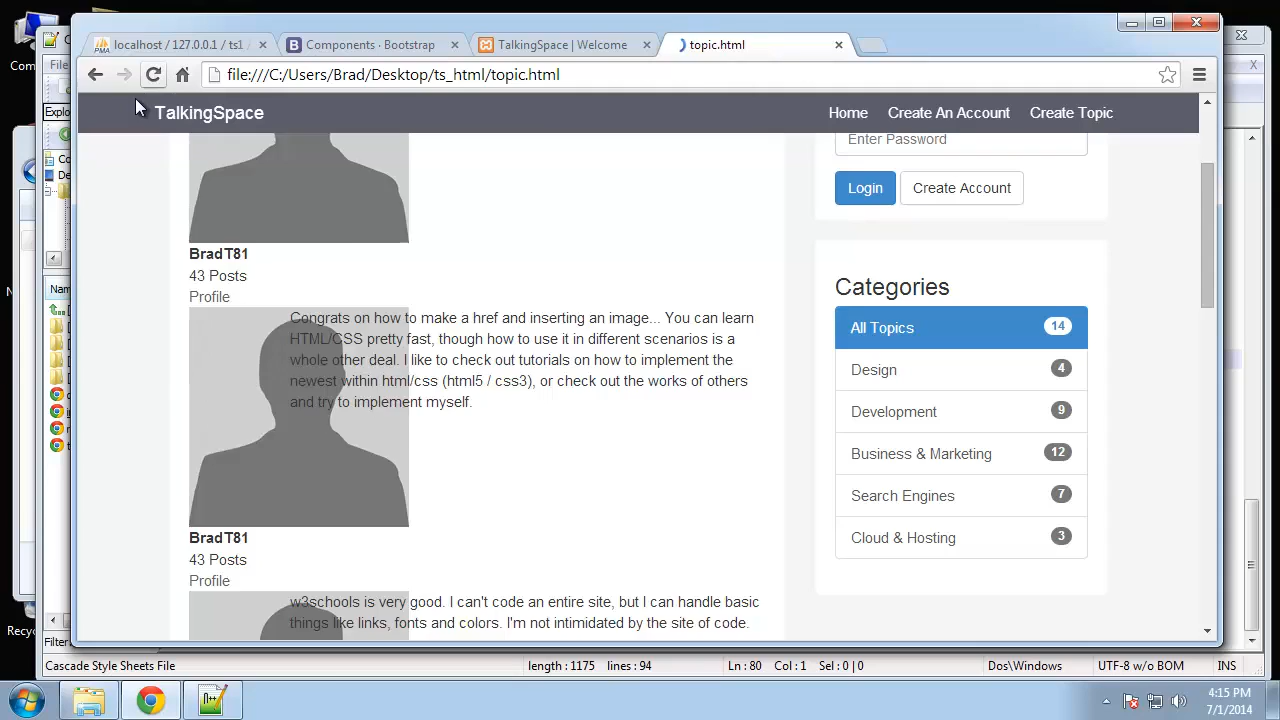 localhost / 127.0.0.1 / ts1
Components · Bootstrap
TalkingSpace | Welcome
topic.html
file:///C:/Users/Brad/Desktop/ts_html/topic.html
TalkingSpace
Home
Create An Account
Create Topic
Enter Password
Login
Create Account
BradT81
43 Posts
Profile
Congrats on how to make a href and inserting an image... You can learn
HTML/CSS pretty fast, though how to use it in different scenarios is a
whole other deal. I like to check out tutorials on how to implement the
newest within html/css (html5 / css3), or check out the works of others
and try to implement myself.
Categories
All Topics 14
Design 4
Development 9
Business & Marketing 12
Search Engines 7
Cloud & Hosting 3
BradT81
43 Posts
Profile
w3schools is very good. I can't code an entire site, but I can handle basic
things like links, fonts and colors. I'm not intimidated by the site of code.
Cascade Style Sheets File
length : 1175 lines : 94
Ln : 80 Col : 1 Sel : 0 | 0
Dos\Windows
UTF-8 w/o BOM
INS
4:15 PM
7/1/2014